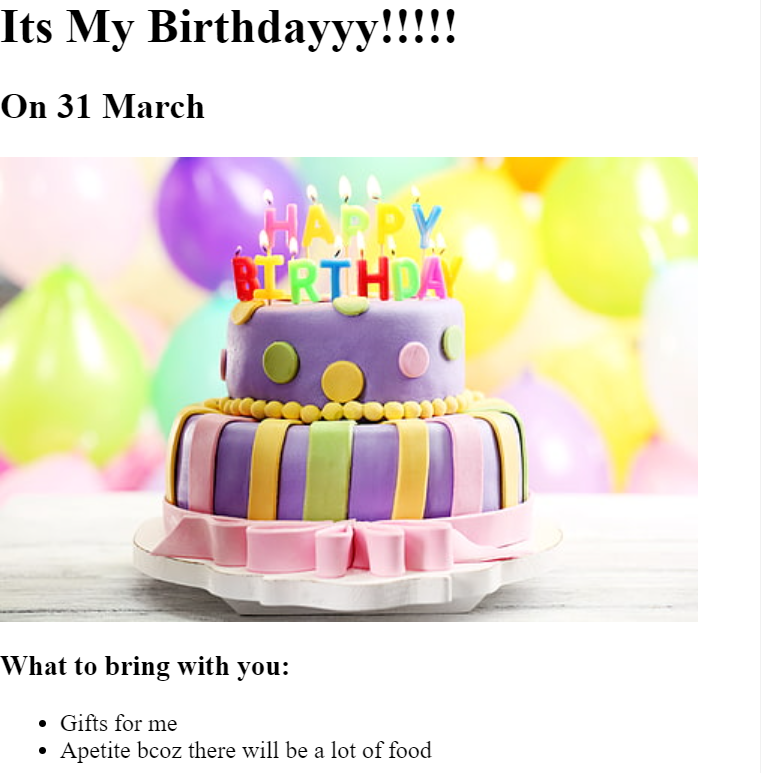 Its My Birthdayyy!!!!!
On 31 March
HAPPY
BIRTHDAY
What to bring with you:
Gifts for me
Apetite bcoz there will be a lot of food